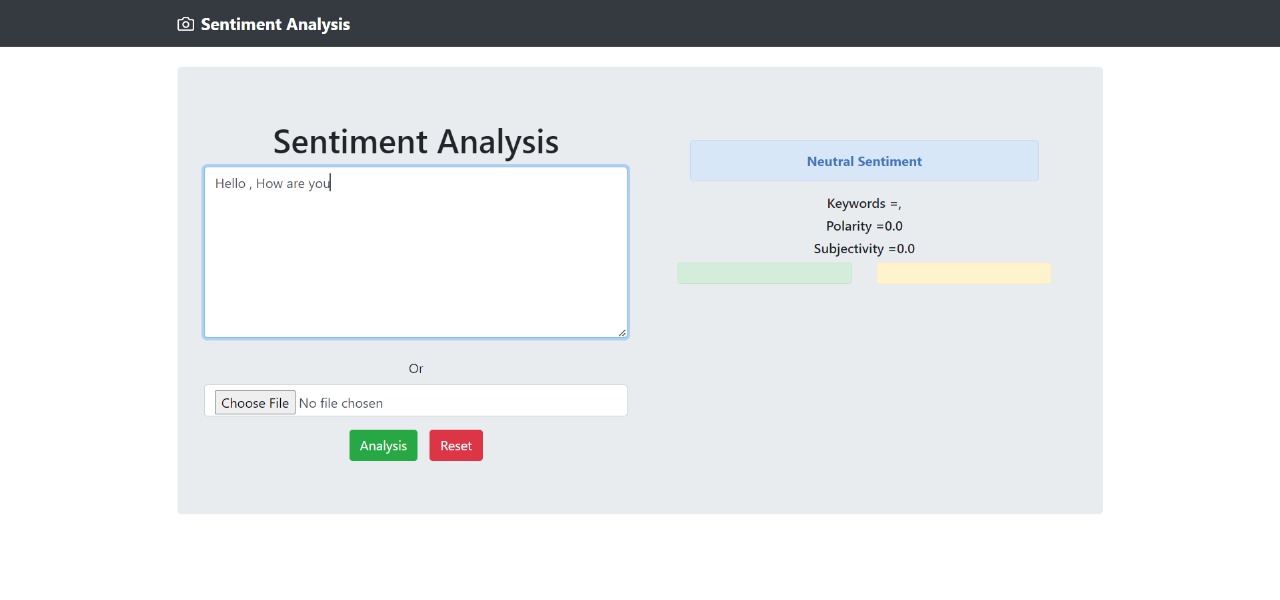 Sentiment Analysis
Sentiment Analysis
Hello , How are you
Or
Choose File No file chosen
Analysis Reset
Neutral Sentiment
Keywords =,
Polarity =0.0
Subjectivity =0.0